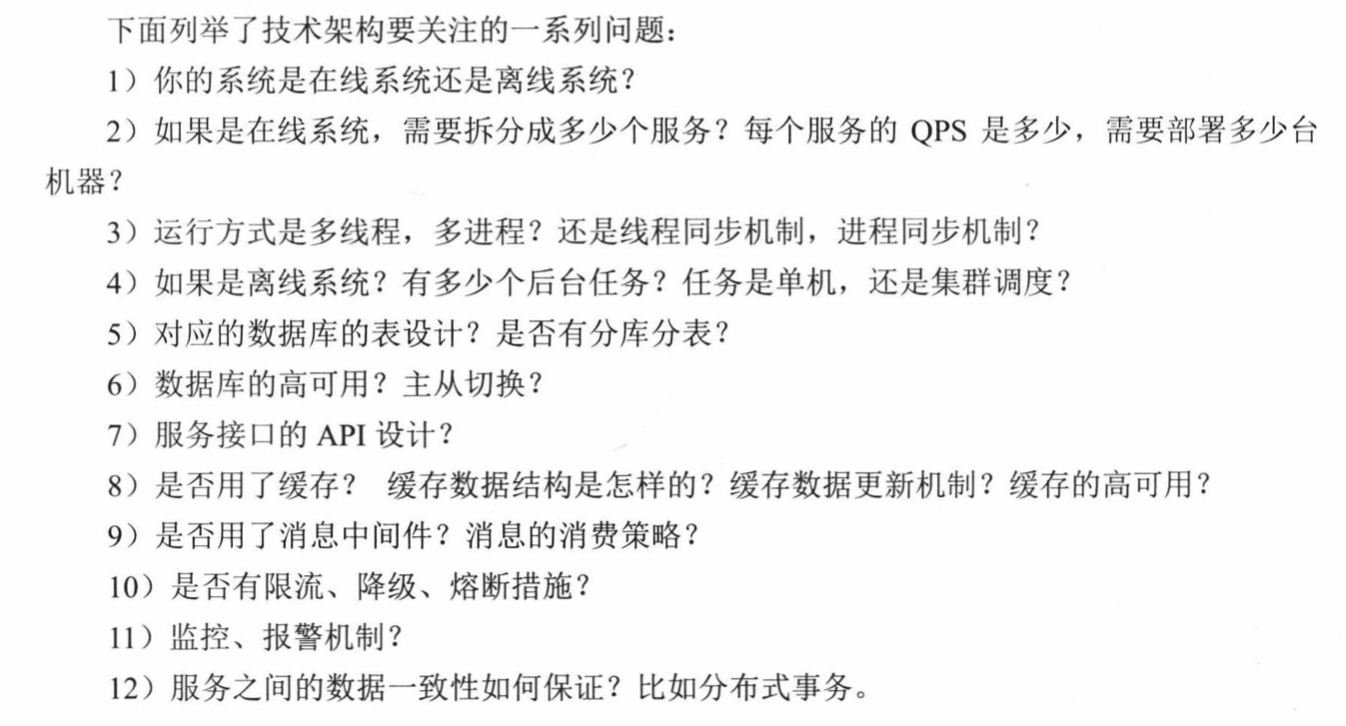 下面列举了技术架构要关注的一系列问题：
1）你的系统是在线系统还是离线系统？
2）如果是在线系统，需要拆分成多少个服务？每个服务的 QPS 是多少，需要部署多少台
机器？
3）运行方式是多线程，多进程？还是线程同步机制，进程同步机制？
4）如果是离线系统？有多少个后台任务？任务是单机，还是集群调度？
5）对应的数据库的表设计？是否有分库分表？
6）数据库的高可用？主从切换？
7）服务接口的 API 设计？
8）是否用了缓存？ 缓存数据结构是怎样的？缓存数据更新机制？缓存的高可用？
9）是否用了消息中间件？消息的消费策略？
10）是否有限流、降级、熔断措施？
11）监控、报警机制？
12）服务之间的数据一致性如何保证？比如分布式事务。